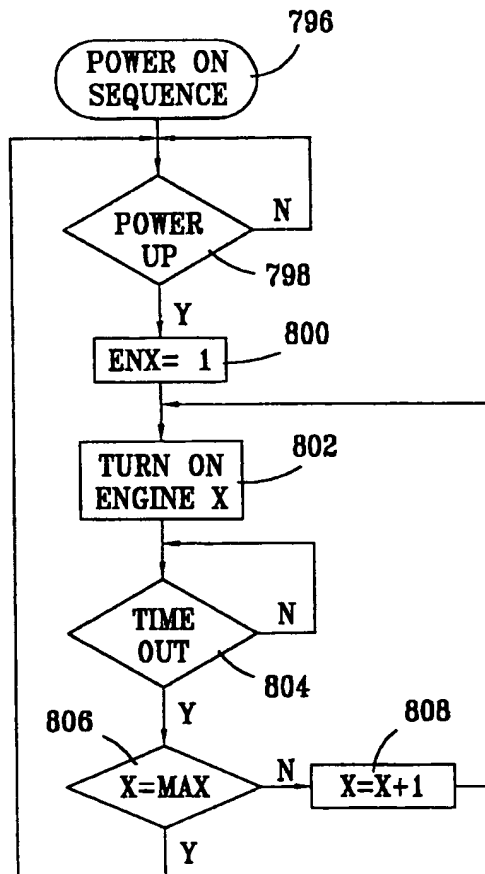 796
POWER ON
SEQUENCE
N
POWER
UP
798
Y
800
ENX= 1
802
TURN ON
ENGINE X
TIME
OUT
N
804
Y
806
808
X=MAX
N
X=X+1
Y